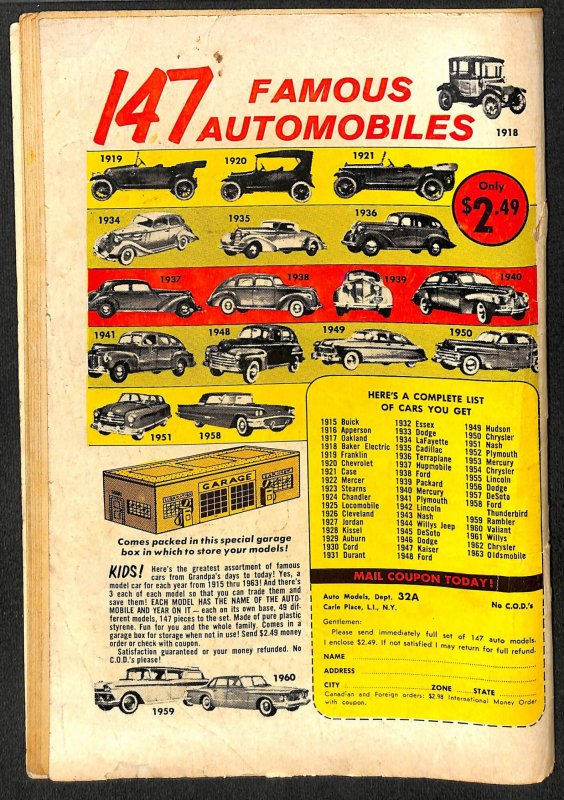 147 FAMOUS
AUTOMOBILES
1918
1919
1920
1921
Only
$2.49
1934
1935
1936
1937
1938
1939
1940
1941
1948
1949
1950
1951
1958
GARAGE
Comes packed in this special garage
box in which to store your models!
KIDS! Here's the greatest assortment of famous
cars from Grandpa's days to today! Yes, a
model car for each year from 1915 thru 1963! And there's
3 each of each model so that you can trade them and
save them! EACH MODEL HAS THE NAME OF THE AUTO-
MOBILE AND YEAR ON IT — each on its own base, 49 dif-
ferent models, 147 pieces to the set. Made of pure plastic
styrene. Fun for you and the whole family. Comes in a
garage box for storage when not in use! Send $2.49 money
order or check with coupon.
Satisfaction guaranteed or your money refunded. No
C.O.D.'s please!
1959
1960
HERE'S A COMPLETE LIST
OF CARS YOU GET
1915 Buick
1916 Apperson
1917 Oakland
1918 Baker Electric
1919 Franklin
1920 Chevrolet
1921 Case
1922 Mercer
1923 Stearns
1924 Chandler
1925 Locomobile
1926 Cleveland
1927 Jordan
1928 Kissel
1929 Auburn
1930 Cord
1931 Durant
1932 Essex
1933 Dodge
1934 LaFayette
1935 Cadillac
1936 Terraplane
1937 Hupmobile
1938 Ford
1939 Packard
1940 Mercury
1941 Plymouth
1942 Lincoln
1943 Nash
1944 Willys Jeep
1945 DeSoto
1946 Dodge
1947 Kaiser
1948 Ford
1949 Hudson
1950 Chrysler
1951 Nash
1952 Plymouth
1953 Mercury
1954 Chrysler
1955 Lincoln
1956 Dodge
1957 DeSoto
1958 Ford
Thunderbird
1959 Rambler
1960 Valiant
1961 Willys
1962 Chrysler
1963 Oldsmobile
MAIL COUPON TODAY!
Auto Models, Dept. 32A
Carle Place, L.I., N.Y.
No C.O.D.'s
Gentlemen:
Please send immediately full set of 147 auto models.
I enclose $2.49. If not satisfied I may return for full refund.
NAME
ADDRESS
CITY ZONE STATE
Canadian and Foreign orders: $2.98 International Money Order
with coupon.